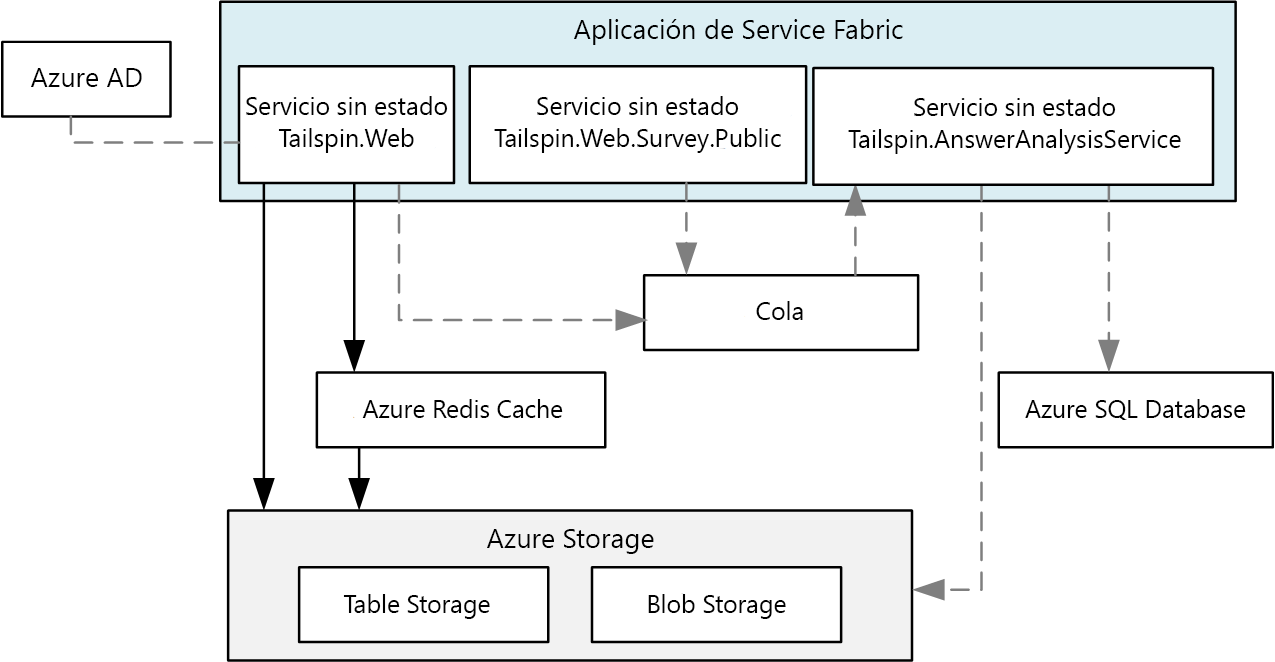 Aplicación de Service Fabric
Azure AD
Servicio sin estado
Tailspin.Web
Servicio sin estado
Tailspin.Web.Survey.Public
Servicio sin estado
Tailspin.AnswerAnalysisService
Cola
Azure Redis Cache
Azure SQL Database
Azure Storage
Table Storage
Blob Storage